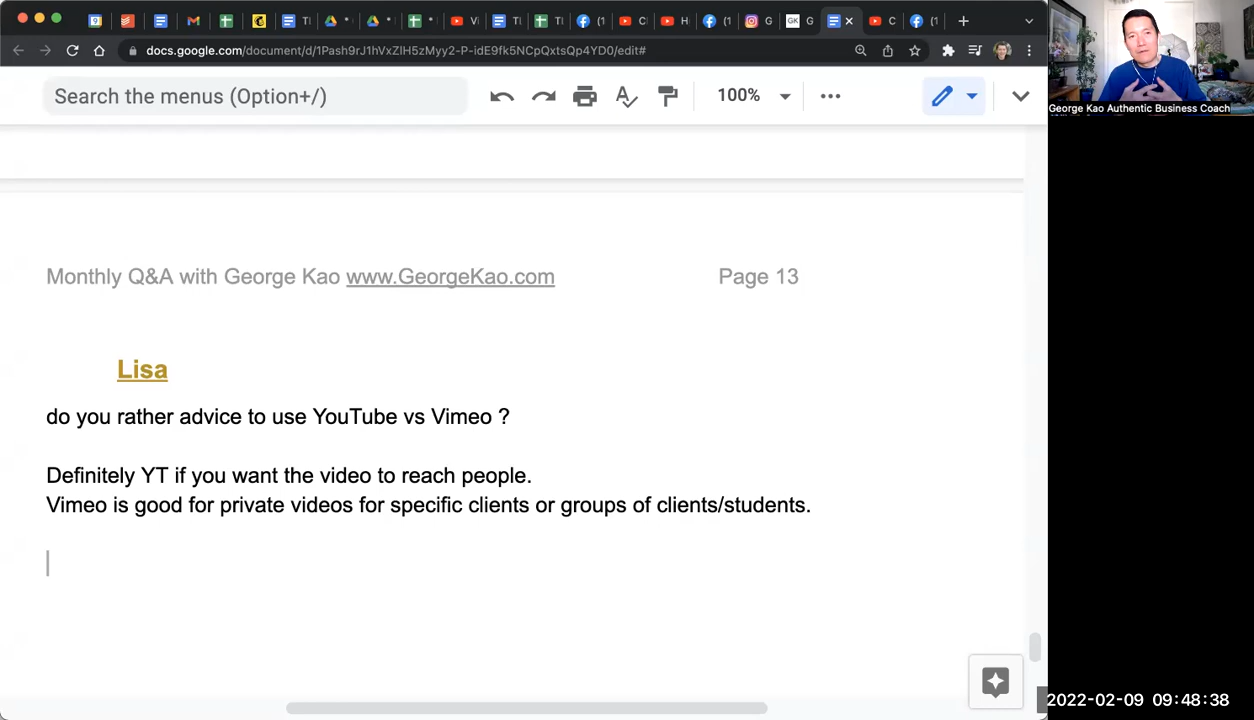 docs.google.com/document/d/1Pash9rJ1hVxZlH5zMyy2-P-idE9fk5NCpQxtsQp4YD0/edit#
George Kao Authentic Business Coach
Search the menus (Option+/)
100%
Monthly Q&A with George Kao www.GeorgeKao.com Page 13
Lisa
do you rather advice to use YouTube vs Vimeo ?
Definitely YT if you want the video to reach people.
Vimeo is good for private videos for specific clients or groups of clients/students.
2022-02-09 09:48:38